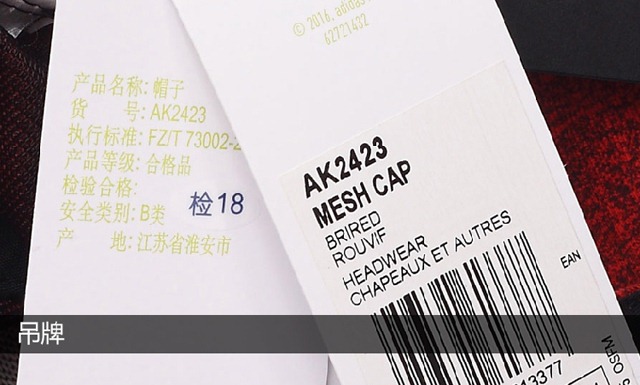 © 2016, adidas
62721432
产品名称: 帽子
货 号: AK2423
执行标准: FZ/T 73002-2
产品等级: 合格品
检验合格:
检18
安全类别: B类
产 地: 江苏省淮安市
AK2423
MESH CAP
BRIRED
ROUVIF
HEADWEAR
CHAPEAUX ET AUTRES
EAN
13377
吊牌